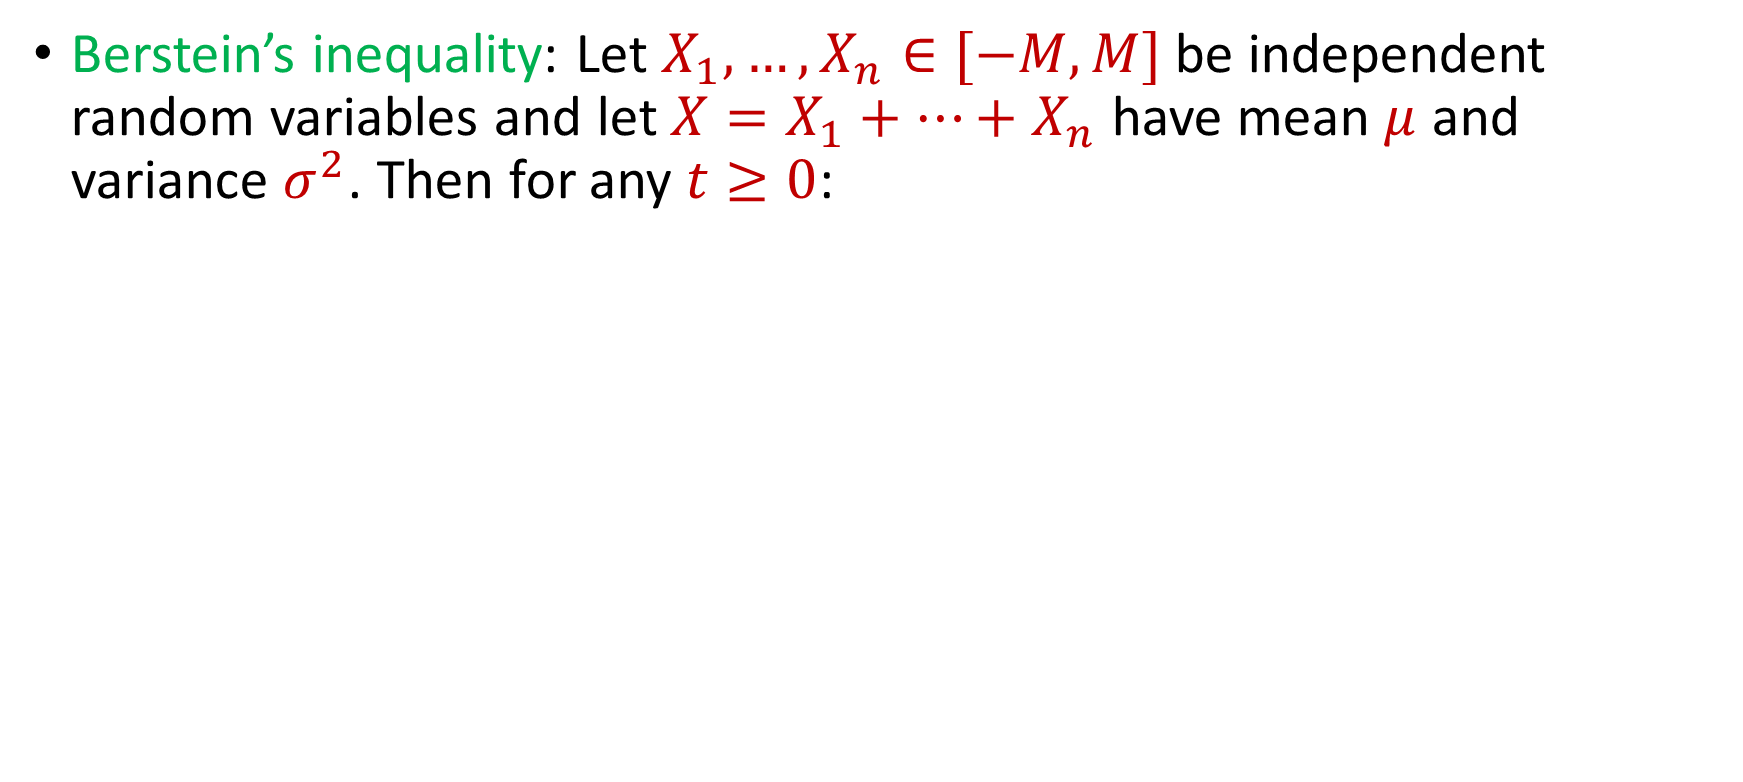 • Berstein’s inequality: Let X₁, … , Xₙ ∈ [−M, M] be independent
random variables and let X = X₁ + ⋯ + Xₙ have mean μ and
variance σ². Then for any t ≥ 0: